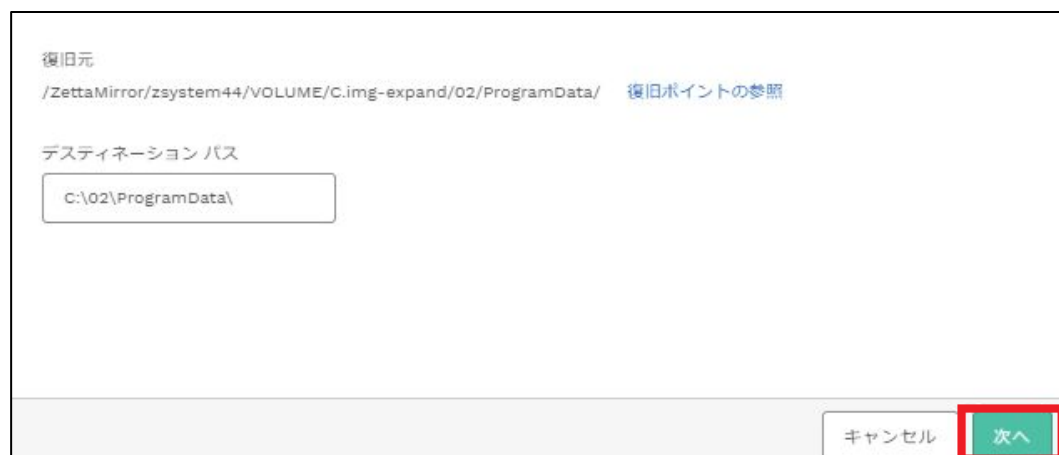 復旧元
/ZettaMirror/zsystem44/VOLUME/C.img-expand/02/ProgramData/ 復旧ポイントの参照
デスティネーション パス
C:\02\ProgramData\
キャンセル 次へ